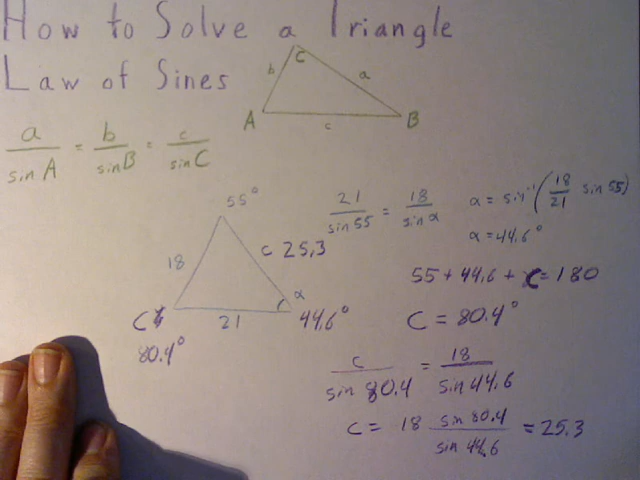 How to Solve a Triangle
Law of Sines
b C a
A c B
a/sin A = b/sin B = c/sin C
55°
18 c 25,3
α
C 21 44,6°
80.4°
21/sin 55 = 18/sin α
α = sin⁻¹(18/21 sin 55)
α = 44,6°
55 + 44,6 + C = 180
C = 80.4°
c/sin 80.4 = 18/sin 44,6
c = 18 sin 80.4/sin 44,6 = 25,3